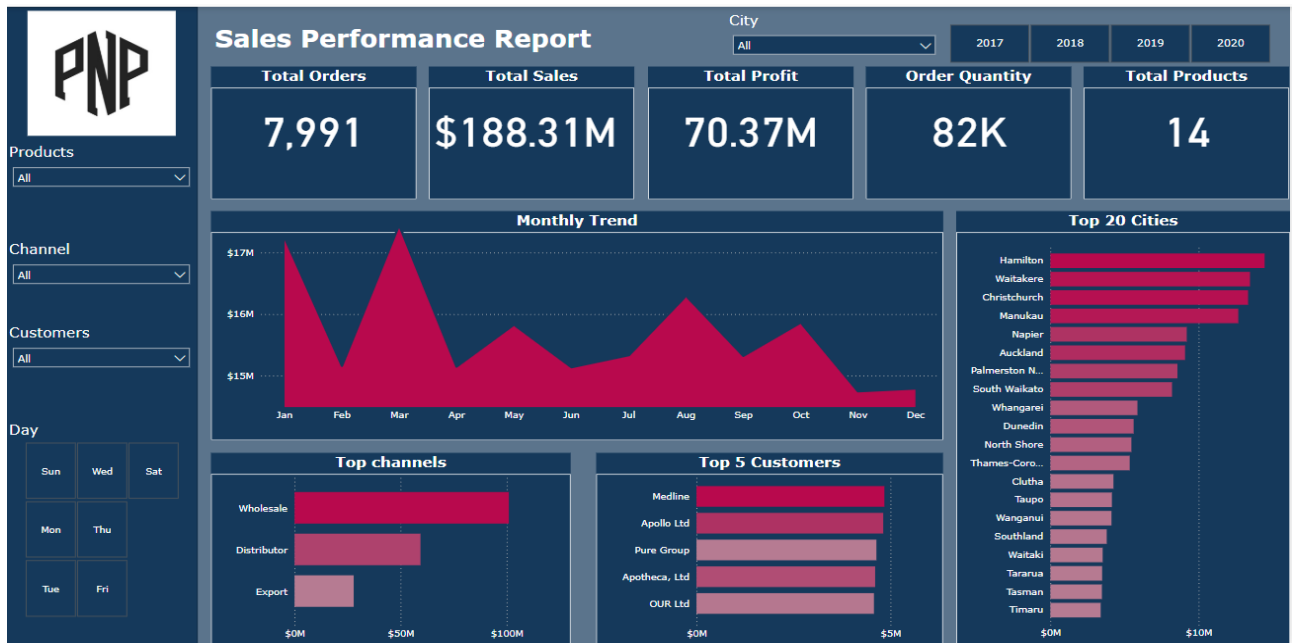 PNP
Sales Performance Report
City
All
2017 2018 2019 2020
Products
All
Channel
All
Customers
All
Day
Sun Wed Sat
Mon Thu
Tue Fri
Total Orders
7,991
Total Sales
$188.31M
Total Profit
70.37M
Order Quantity
82K
Total Products
14
Monthly Trend
$17M
$16M
$15M
Jan Feb Mar Apr May Jun Jul Aug Sep Oct Nov Dec
Top 20 Cities
Hamilton
Waitakere
Christchurch
Manukau
Napier
Auckland
Palmerston N...
South Waikato
Whangarei
Dunedin
North Shore
Thames-Coro...
Clutha
Taupo
Wanganui
Southland
Waitaki
Tararua
Tasman
Timaru
$0M $10M
Top channels
Wholesale
Distributor
Export
$0M $50M $100M
Top 5 Customers
Medline
Apollo Ltd
Pure Group
Apotheca, Ltd
OUR Ltd
$0M $5M